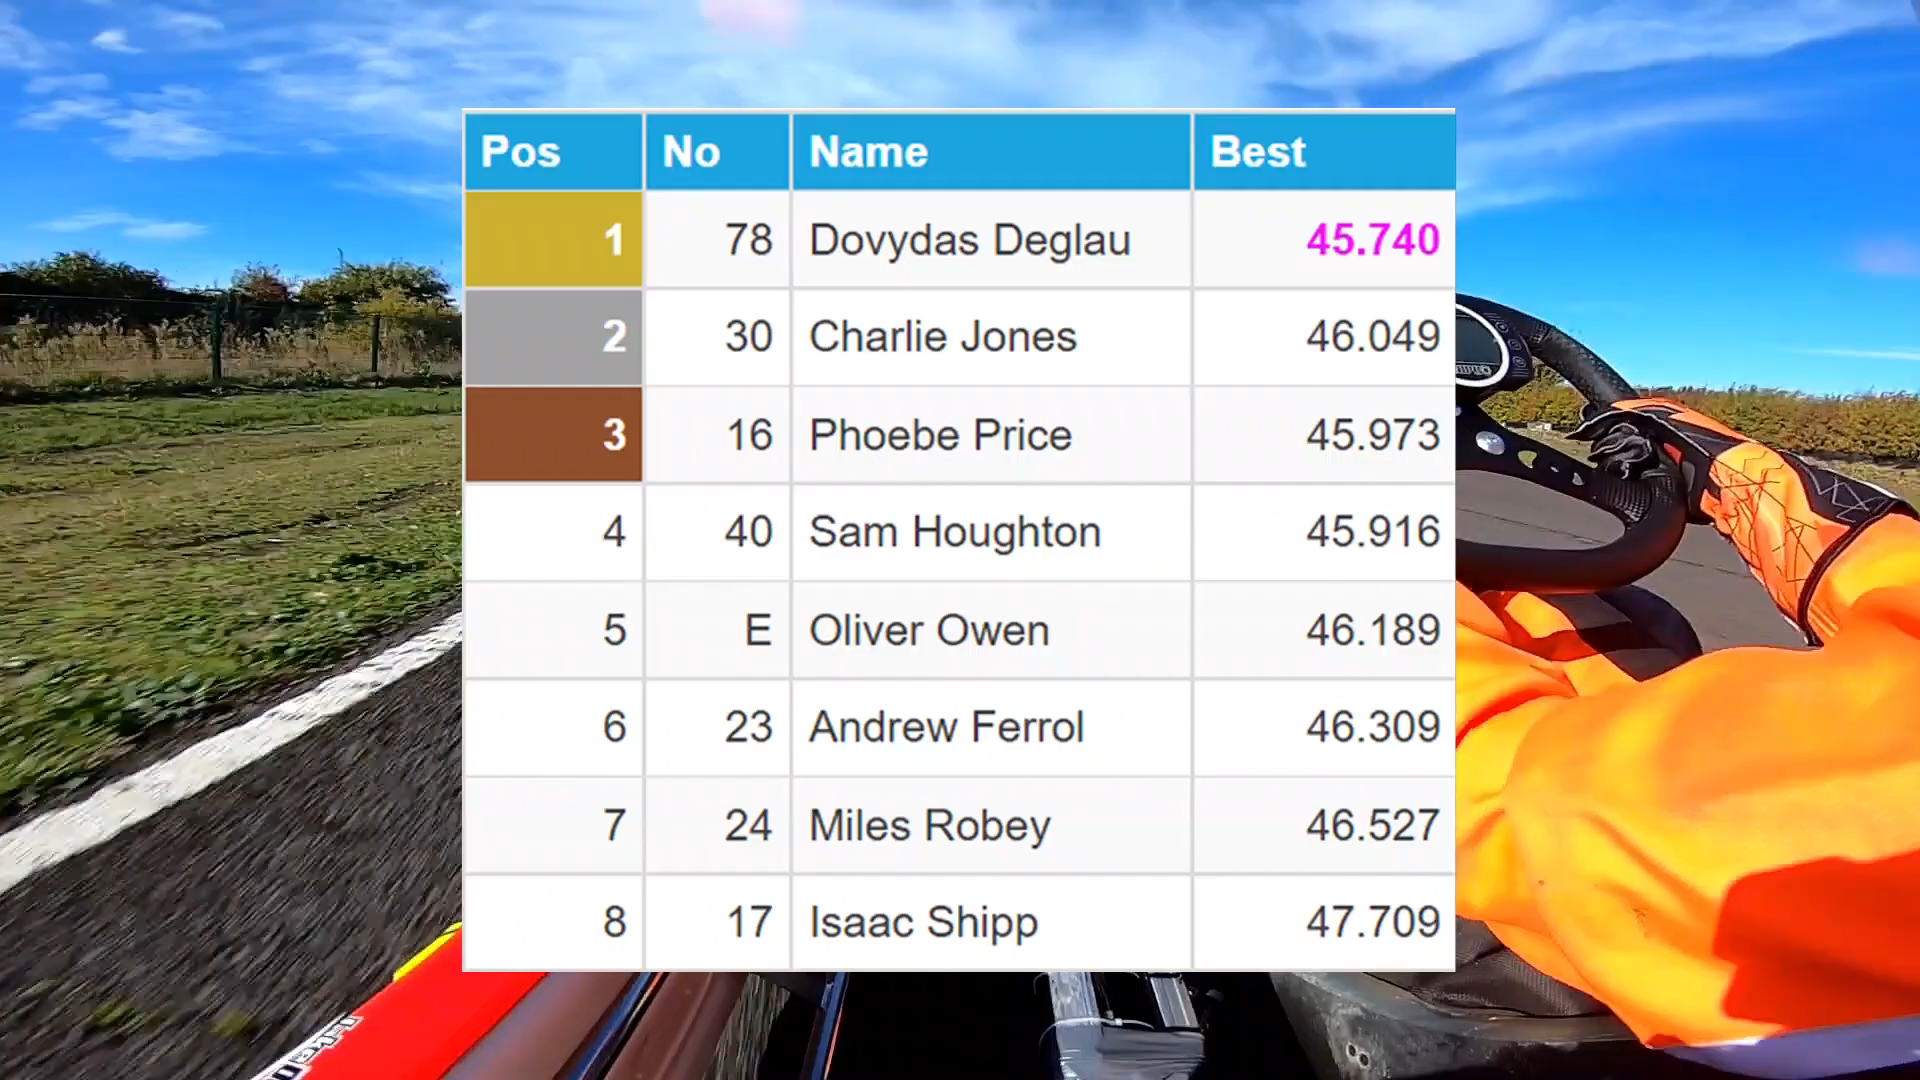 Pos No Name Best
1 78 Dovydas Deglau 45.740
2 30 Charlie Jones 46.049
3 16 Phoebe Price 45.973
4 40 Sam Houghton 45.916
5 E Oliver Owen 46.189
6 23 Andrew Ferrol 46.309
7 24 Miles Robey 46.527
8 17 Isaac Shipp 47.709